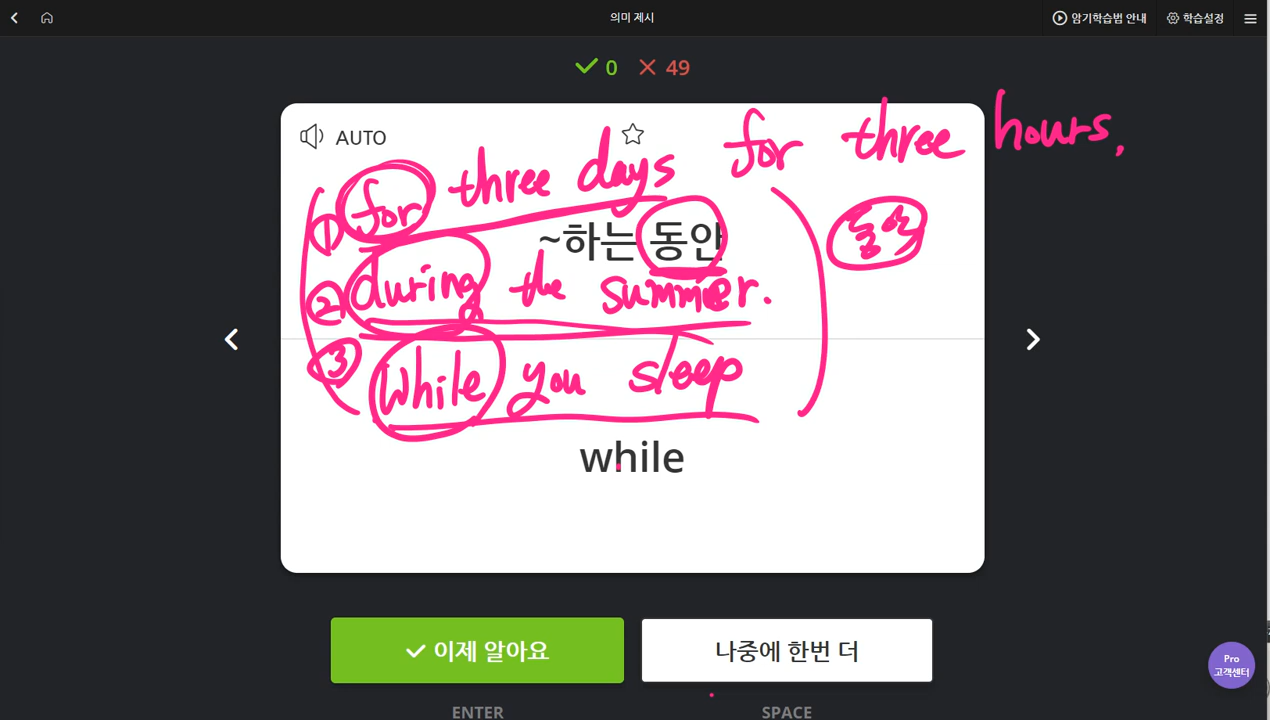 의미 제시
암기학습법 안내
학습설정
0 49
AUTO
for three days for three hours,
① 
~하는 동안 동안
② during the summer.
③ while you sleep
while
이제 알아요
나중에 한번 더
Pro
고객센터
ENTER
SPACE